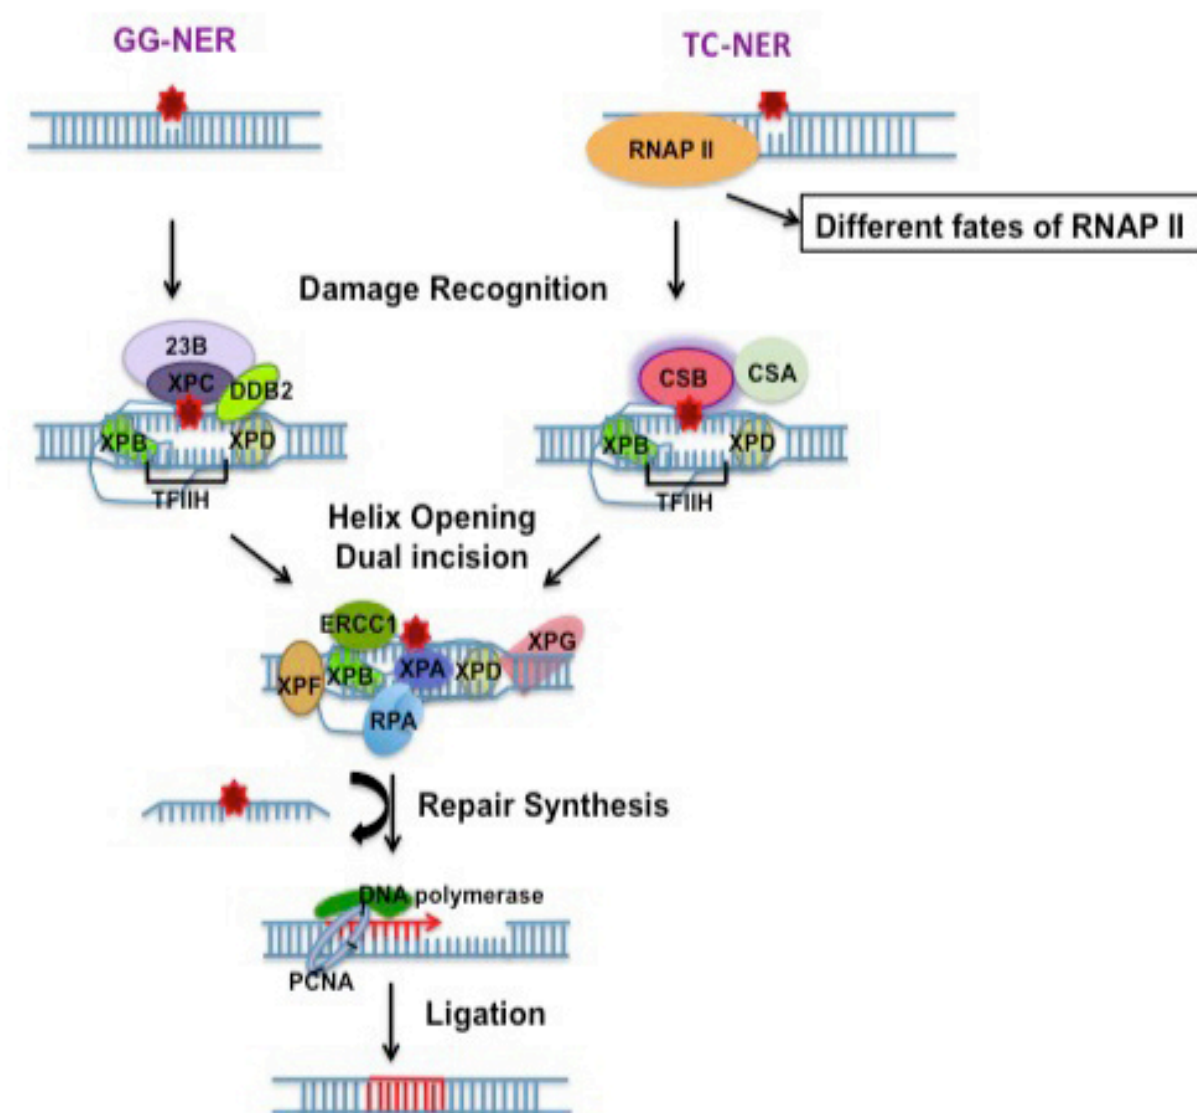 GG-NER
TC-NER
RNAP II
Different fates of RNAP II
Damage Recognition
23B
XPC
DDB2
XPB
XPD
TFIIH
CSB
CSA
XPB
XPD
TFIIH
Helix Opening
Dual incision
ERCC1
XPG
XPF
XPB
XPA
XPD
RPA
Repair Synthesis
DNA polymerase
PCNA
Ligation